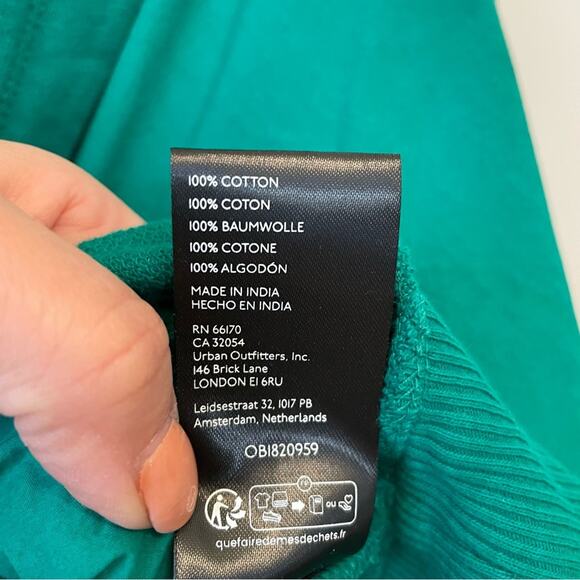 100% COTTON
100% COTON
100% BAUMWOLLE
100% COTONE
100% ALGODÓN
MADE IN INDIA
HECHO EN INDIA
RN 66170
CA 32054
Urban Outfitters, Inc.
146 Brick Lane
LONDON E1 6RU
Leidsestraat 32, 1017 PB
Amsterdam, Netherlands
OB1820959
FR
OU
quefairedemesdechets.fr